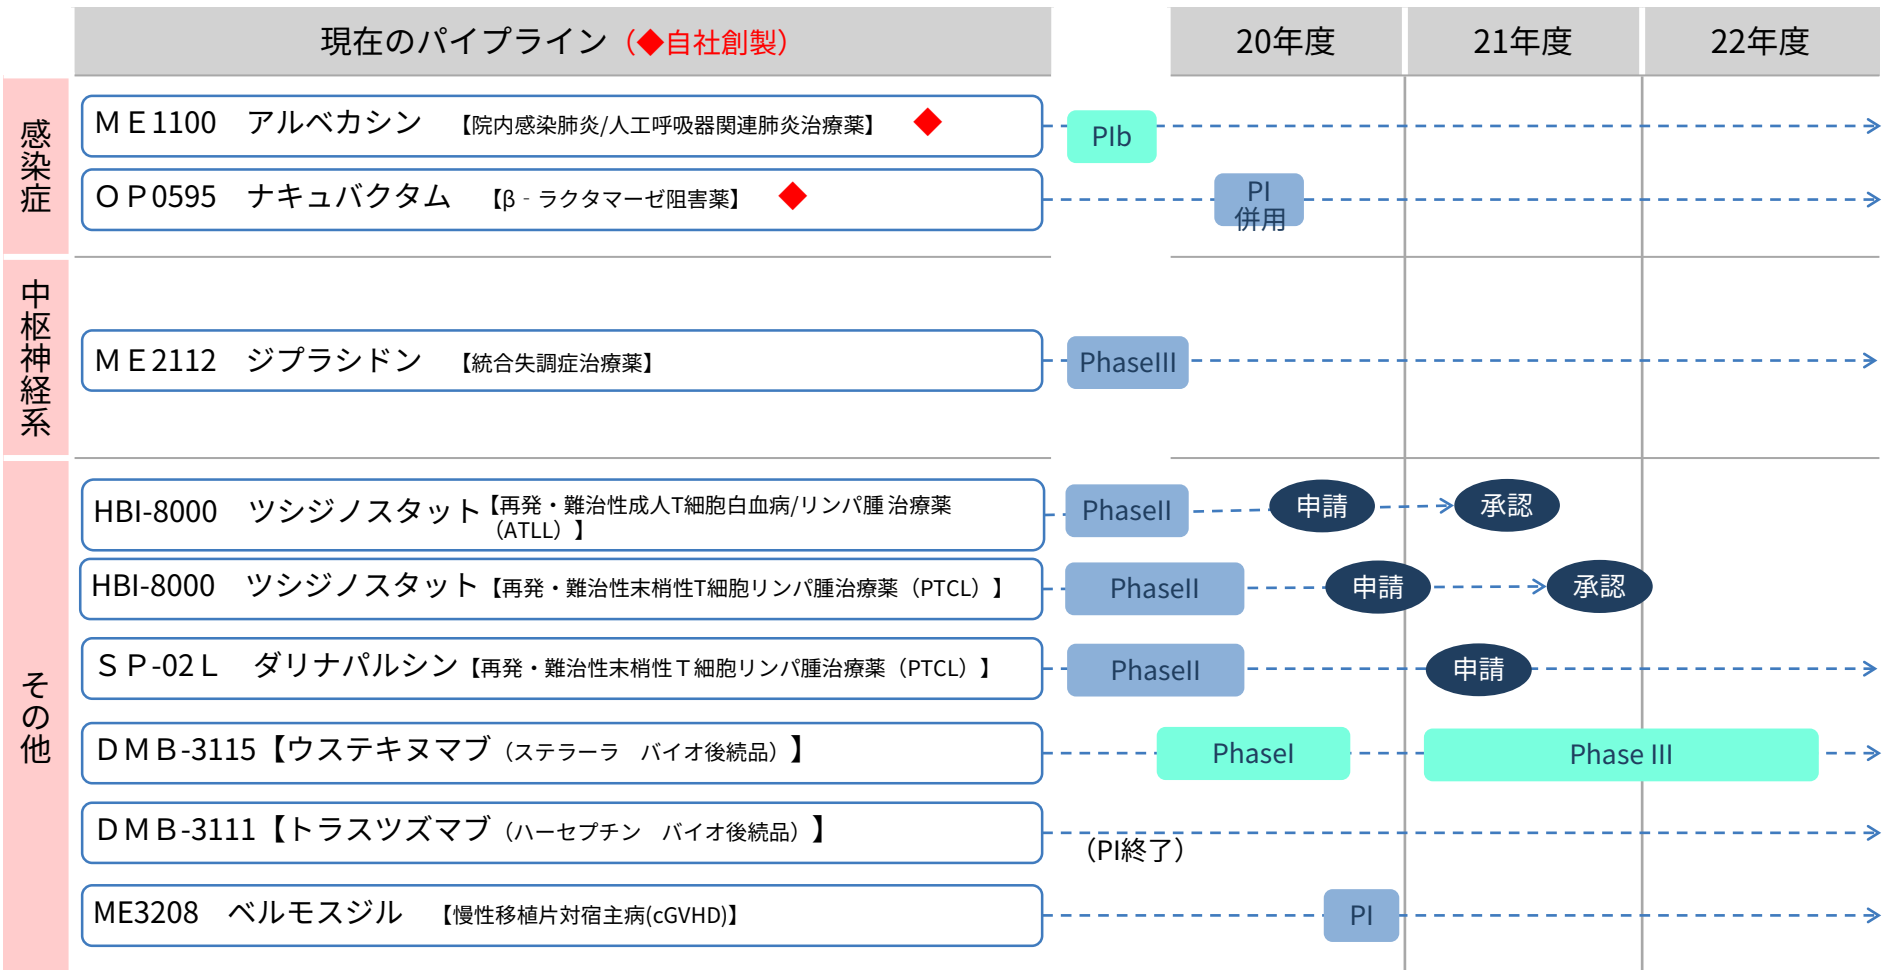 現在のパイプライン（◆自社創製）
20年度
21年度
22年度
感染症
ＭＥ1100　アルベカシン　【院内感染肺炎/人工呼吸器関連肺炎治療薬】　◆
PIb
ＯＰ0595　ナキュバクタム　【β‐ラクタマーゼ阻害薬】　◆
PI
併用
中枢神経系
ＭＥ2112　ジプラシドン　【統合失調症治療薬】
PhaseIII
その他
HBI-8000　ツシジノスタット【再発・難治性成人T細胞白血病/リンパ腫 治療薬
（ATLL）】
PhaseII
申請
承認
HBI-8000　ツシジノスタット【再発・難治性末梢性T細胞リンパ腫治療薬（PTCL）】
PhaseII
申請
承認
ＳＰ-02Ｌ　ダリナパルシン【再発・難治性末梢性Ｔ細胞リンパ腫治療薬（PTCL）】
PhaseII
申請
ＤＭＢ-3115【ウステキヌマブ（ステラーラ　バイオ後続品）】
PhaseI
Phase III
ＤＭＢ-3111【トラスツズマブ（ハーセプチン　バイオ後続品）】
（PI終了）
ME3208　ベルモスジル　【慢性移植片対宿主病(cGVHD)】
PI